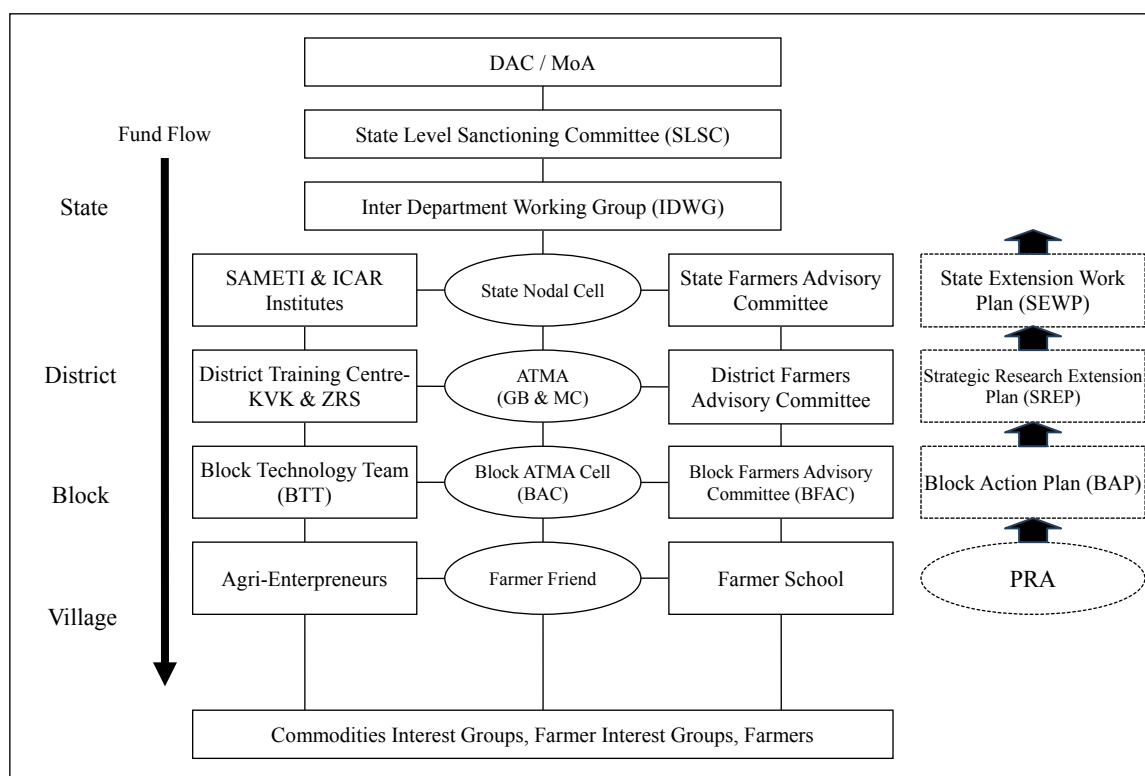 DAC / MoA
Fund Flow
State Level Sanctioning Committee (SLSC)
State
Inter Department Working Group (IDWG)
SAMETI & ICAR
Institutes
State Nodal Cell
State Farmers Advisory
Committee
State Extension Work
Plan (SEWP)
District
District Training Centre-
KVK & ZRS
ATMA
(GB & MC)
District Farmers
Advisory Committee
Strategic Research Extension
Plan (SREP)
Block
Block Technology Team
(BTT)
Block ATMA Cell
(BAC)
Block Farmers Advisory
Committee (BFAC)
Block Action Plan (BAP)
Village
Agri-Enterpreneurs
Farmer Friend
Farmer School
PRA
Commodities Interest Groups, Farmer Interest Groups, Farmers